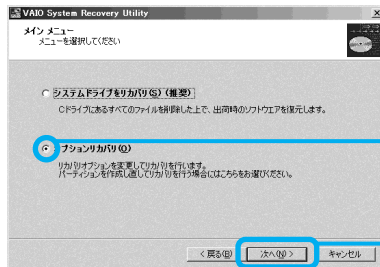 VAIO System Recovery Utility
メイン メニュー
メニューを選択してください
システムドライブをリカバリ(S) (推奨)
Cドライブにあるすべてのファイルを削除した上で、出荷時のソフトウエアを復元します。
プションリカバリ(O)
リカバリオプションを変更してリカバリを行います。
パーティションを作成し直してリカバリを行う場合にはこちらをお選びください。
< 戻る(B)
次へ(N) >
キャンセル